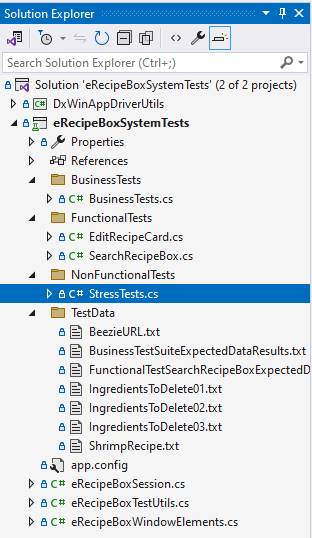 Solution Explorer
Search Solution Explorer (Ctrl+;)
Solution 'eRecipeBoxSystemTests' (2 of 2 projects)
C# DxWinAppDriverUtils
eRecipeBoxSystemTests
Properties
References
BusinessTests
C# BusinessTests.cs
FunctionalTests
C# EditRecipeCard.cs
C# SearchRecipeBox.cs
NonFunctionalTests
C# StressTests.cs
TestData
BeezieURL.txt
BusinessTestSuiteExpectedDataResults.txt
FunctionalTestSearchRecipeBoxExpectedD
IngredientsToDelete01.txt
IngredientsToDelete02.txt
IngredientsToDelete03.txt
ShrimpRecipe.txt
app.config
C# eRecipeBoxSession.cs
C# eRecipeBoxTestUtils.cs
C# eRecipeBoxWindowElements.cs